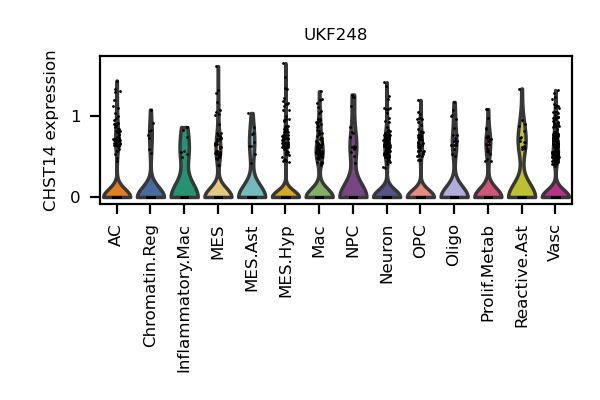 UKF248
CHST14 expression
1
0
AC
Chromatin.Reg
Inflammatory.Mac
MES
MES.Ast
MES.Hyp
Mac
NPC
Neuron
OPC
Oligo
Prolif.Metab
Reactive.Ast
Vasc